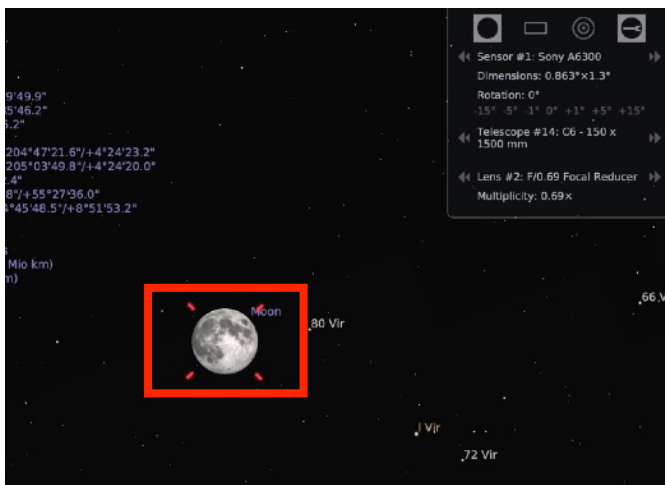 Sensor #1: Sony A6300
Dimensions: 0.863°×1.3°
Rotation: 0°
-15° -5° -1° 0° +1° +5° +15°
Telescope #14: C6 - 150 x
1500 mm
Lens #2: F/0.69 Focal Reducer
Multiplicity: 0.69×
9'49.9"
5'46.2"
5.2"
204°47'21.6"/+4°24'23.2"
205°03'49.8"/+4°24'20.0"
.4"
8"/+55°27'36.0"
°45'48.5"/+8°51'53.2"
s
Mio km)
m)
Moon
80 Vir
66 V
l Vir
72 Vir